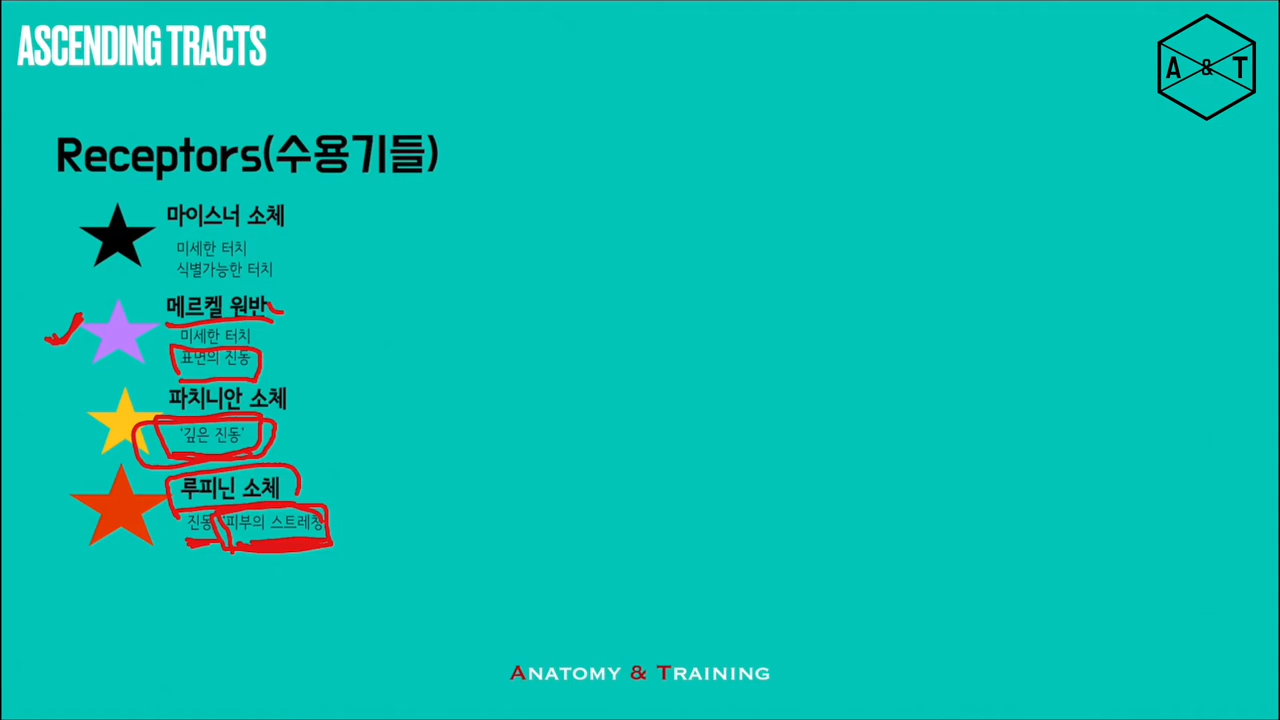 ASCENDING TRACTS
A & T
Receptors(수용기들)
마이스너 소체
미세한 터치
식별가능한 터치
메르켈 원반
미세한 터치
표면의 진동
파치니안 소체
'깊은 진동'
루피닌 소체
진동 '피부의 스트레칭
ANATOMY & TRAINING